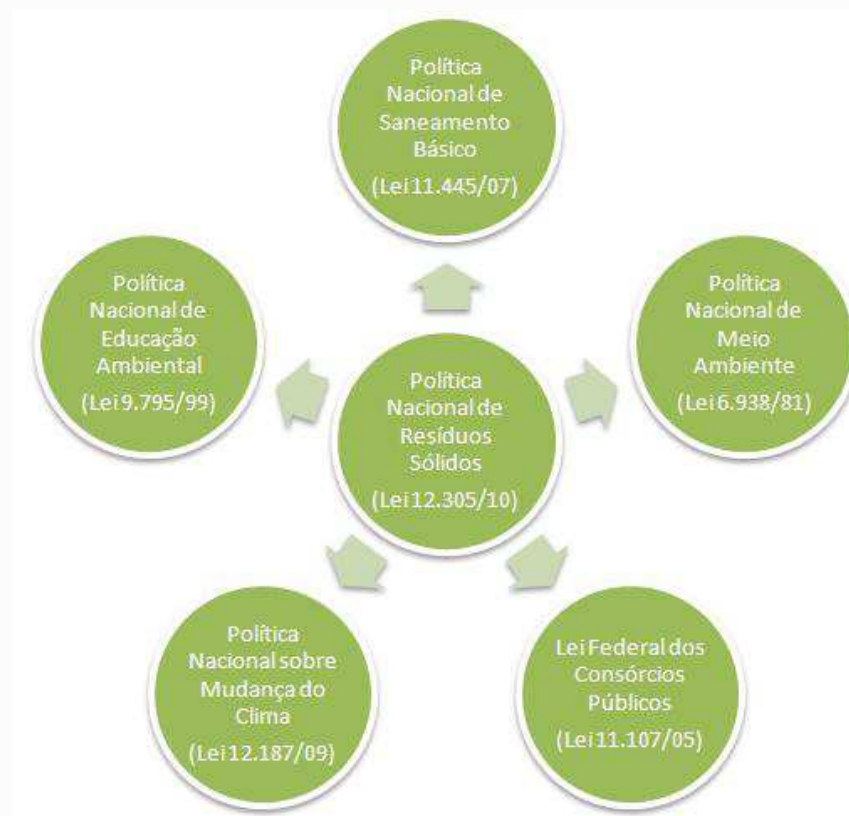 Política
Nacional de
Saneamento
Básico
(Lei 11.445/07)
Política
Nacional de
Educação
Ambiental
(Lei 9.795/99)
Política
Nacional de
Meio
Ambiente
(Lei 6.938/81)
Política
Nacional de
Resíduos
Sólidos
(Lei 12.305/10)
Política
Nacional sobre
Mudança do
Clima
(Lei 12.187/09)
Lei Federal dos
Consórcios
Públicos
(Lei 11.107/05)